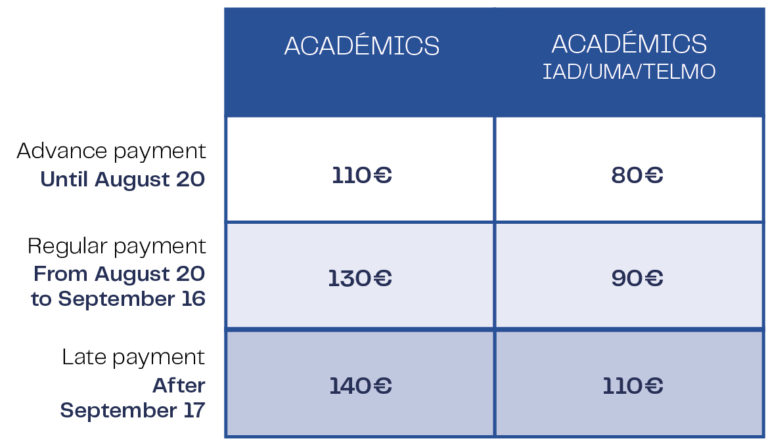 ACADÉMICS
ACADÉMICS
IAD/UMA/TELMO
Advance payment
Until August 20
110€
80€
Regular payment
From August 20
to September 16
130€
90€
Late payment
After
September 17
140€
110€